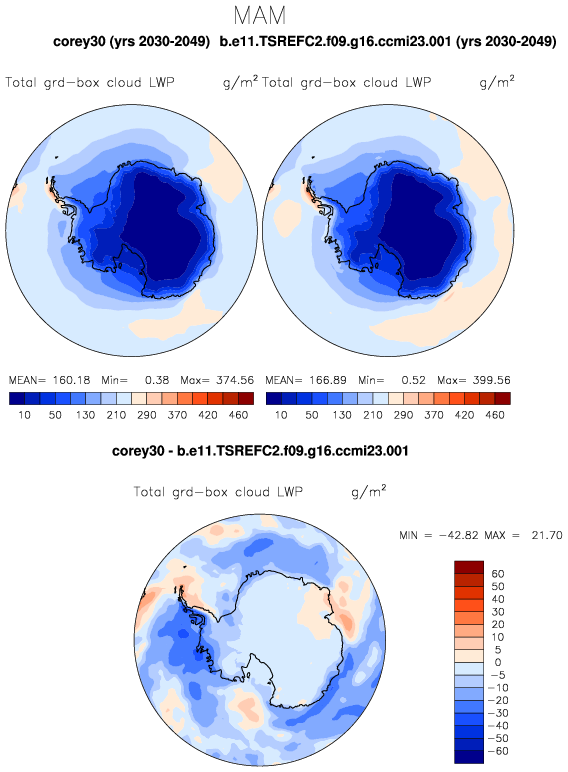 MAM
corey30 (yrs 2030-2049) b.e11.TSREFC2.f09.g16.ccmi23.001 (yrs 2030-2049)
Total grd-box cloud LWP g/m² Total grd-box cloud LWP g/m²
MEAN= 160.18 Min= 0.38 Max= 374.56 MEAN= 166.89 Min= 0.52 Max= 399.56
10 50 130 210 290 370 420 460 10 50 130 210 290 370 420 460
corey30 - b.e11.TSREFC2.f09.g16.ccmi23.001
Total grd-box cloud LWP g/m²
MIN = -42.82 MAX = 21.70
60
50
40
30
20
10
5
0
-5
-10
-20
-30
-40
-50
-60